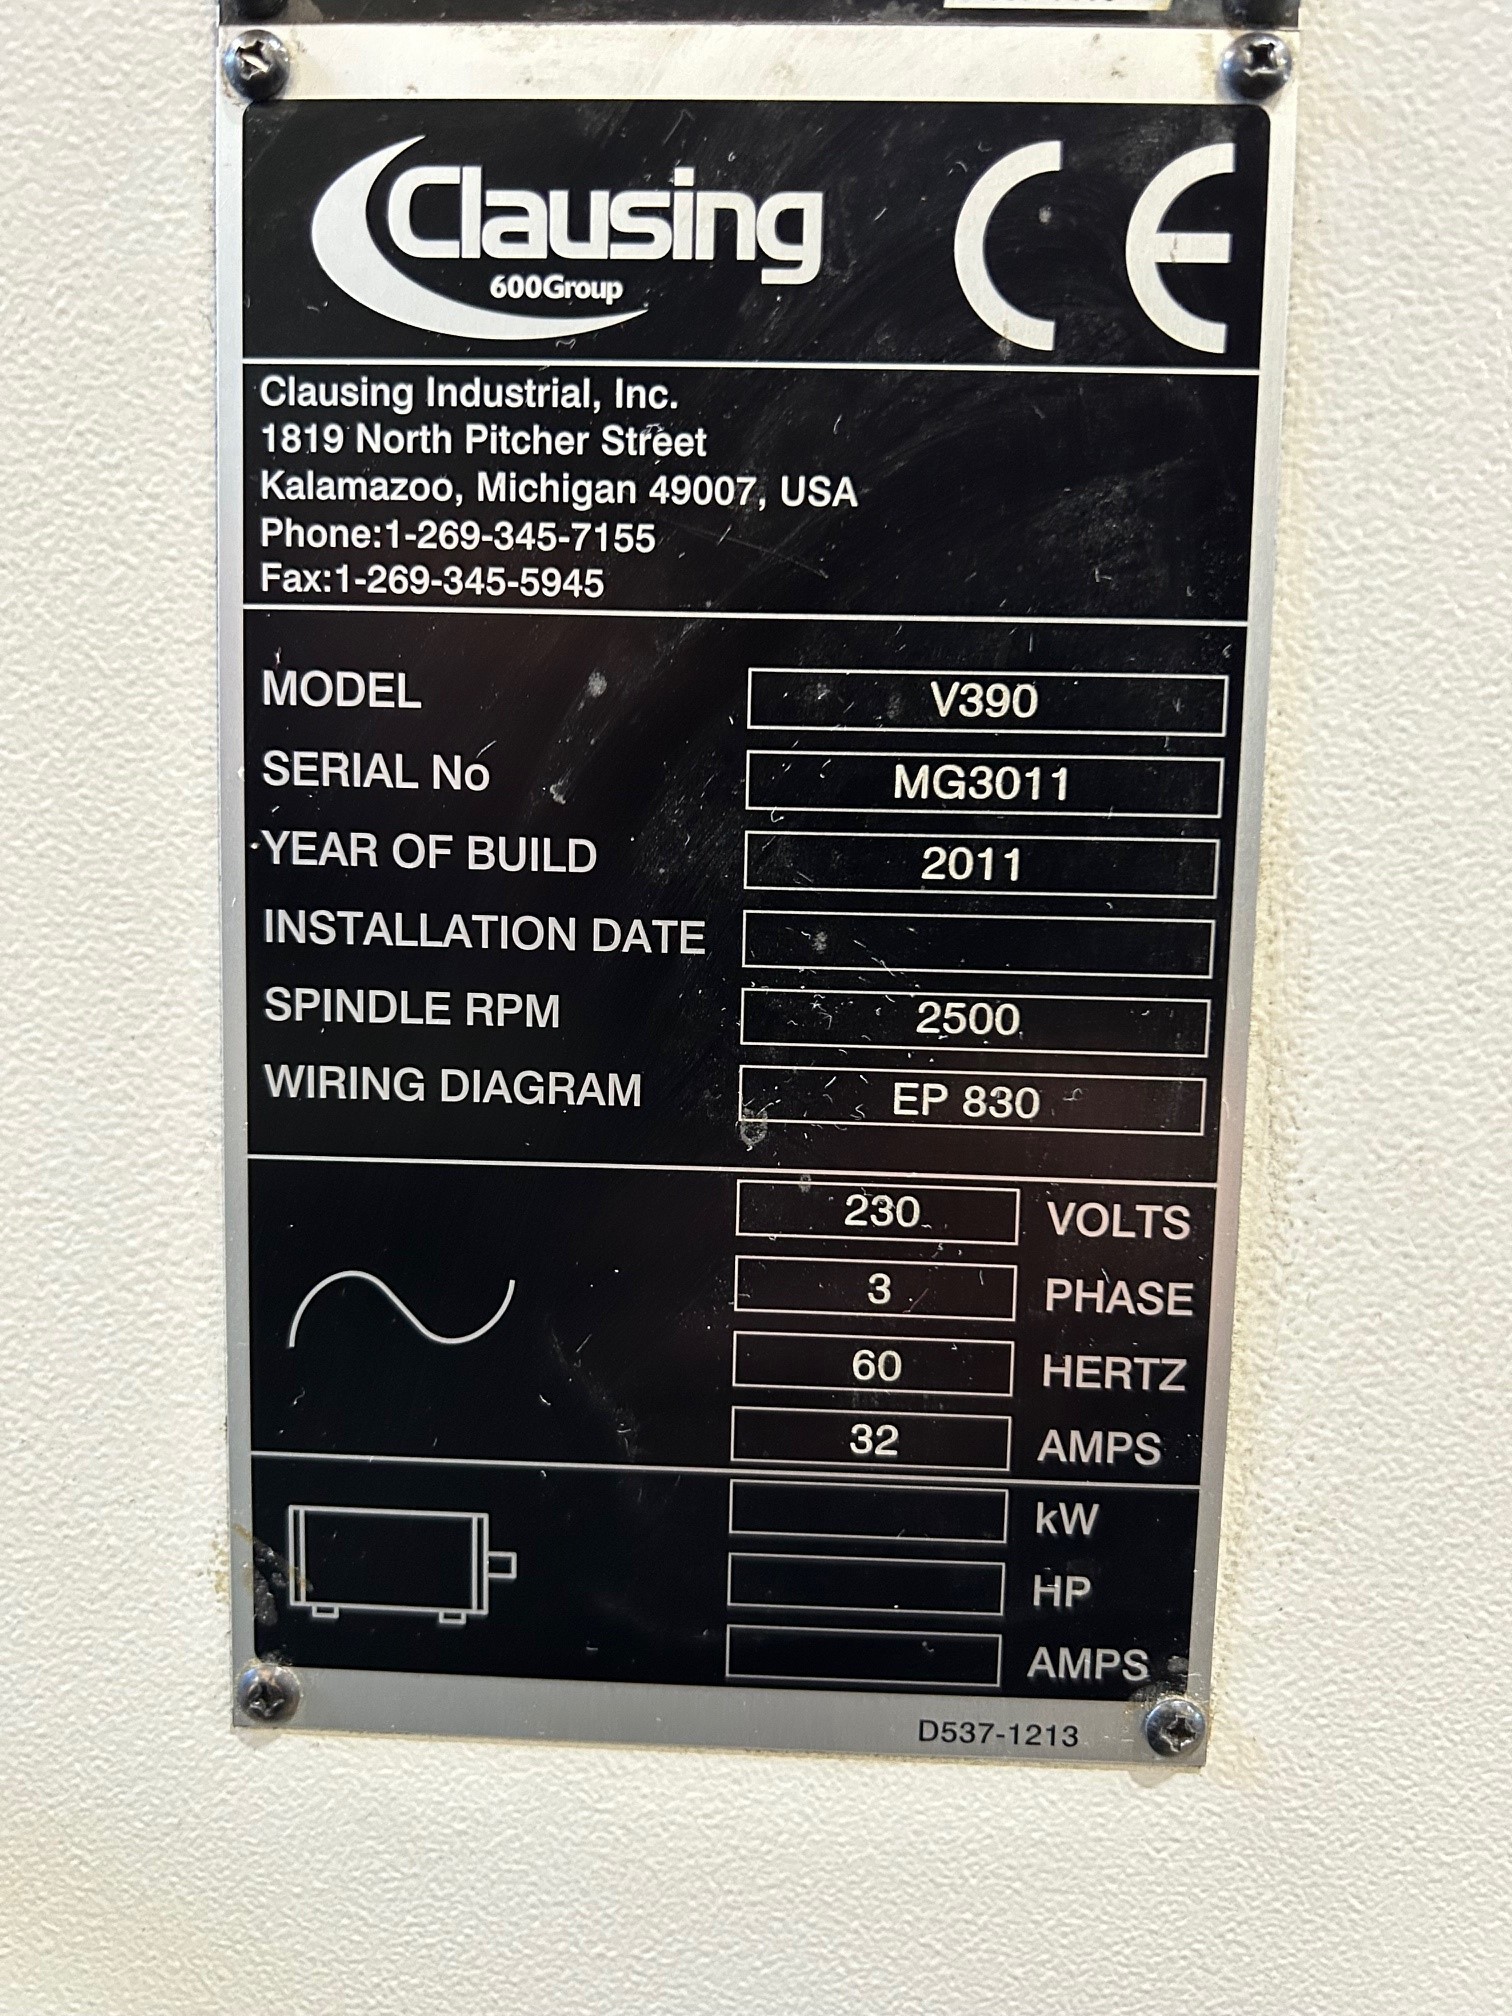 Clausing
600Group
CE
Clausing Industrial, Inc.
1819 North Pitcher Street
Kalamazoo, Michigan 49007, USA
Phone:1-269-345-7155
Fax:1-269-345-5945
MODEL V390
SERIAL No MG3011
YEAR OF BUILD 2011
INSTALLATION DATE
SPINDLE RPM 2500
WIRING DIAGRAM EP 830
230 VOLTS
3 PHASE
60 HERTZ
32 AMPS
kW
HP
AMPS
D537-1213